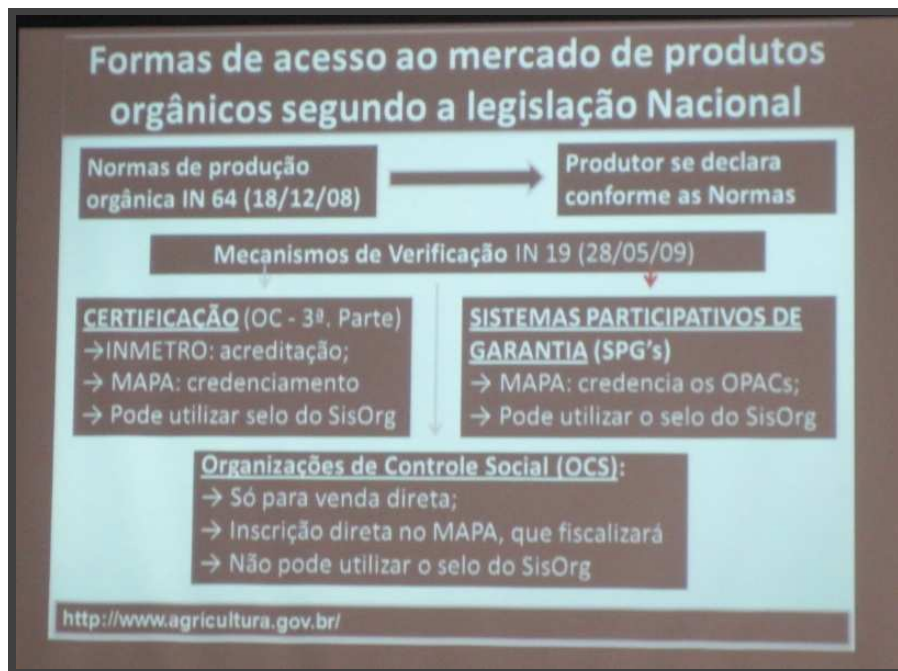 Formas de acesso ao mercado de produtos
orgânicos segundo a legislação Nacional
Normas de produção
orgânica IN 64 (18/12/08)
Produtor se declara
conforme as Normas
Mecanismos de Verificação IN 19 (28/05/09)
CERTIFICAÇÃO (OC - 3ª. Parte)
→INMETRO: acreditação;
→ MAPA: credenciamento
→ Pode utilizar selo do SisOrg
SISTEMAS PARTICIPATIVOS DE
GARANTIA (SPG's)
→ MAPA: credencia os OPACs;
→ Pode utilizar o selo do SisOrg
Organizações de Controle Social (OCS):
→ Só para venda direta;
→ Inscrição direta no MAPA, que fiscalizará
→ Não pode utilizar o selo do SisOrg
http://www.agricultura.gov.br/